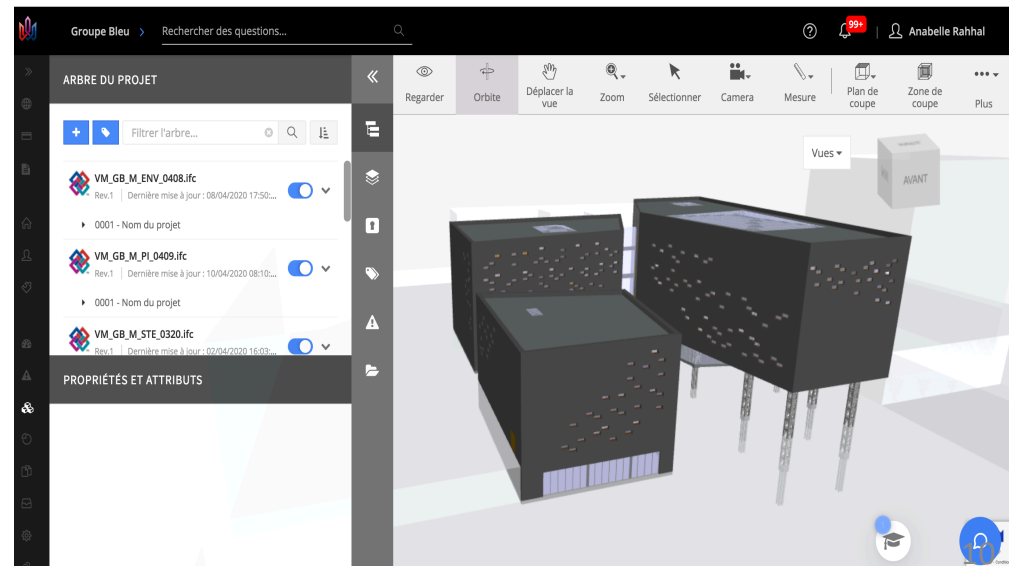 Groupe Bleu > Rechercher des questions... 99+ | Anabelle Rahhal
ARBRE DU PROJET
Filtrer l'arbre...
VM_GB_M_ENV_0408.ifc
Rev.1 | Dernière mise à jour : 08/04/2020 17:50:...
0001 - Nom du projet
VM_GB_M_PI_0409.ifc
Rev.1 | Dernière mise à jour : 10/04/2020 08:10:...
0001 - Nom du projet
VM_GB_M_STE_0320.ifc
Rev.1 | Dernière mise à jour : 02/04/2020 16:03:...
PROPRIÉTÉS ET ATTRIBUTS
Regarder
Orbite
Déplacer la
vue
Zoom
Sélectionner
Camera
Mesure
Plan de
coupe
Zone de
coupe
Plus
Vues
AVANT
10